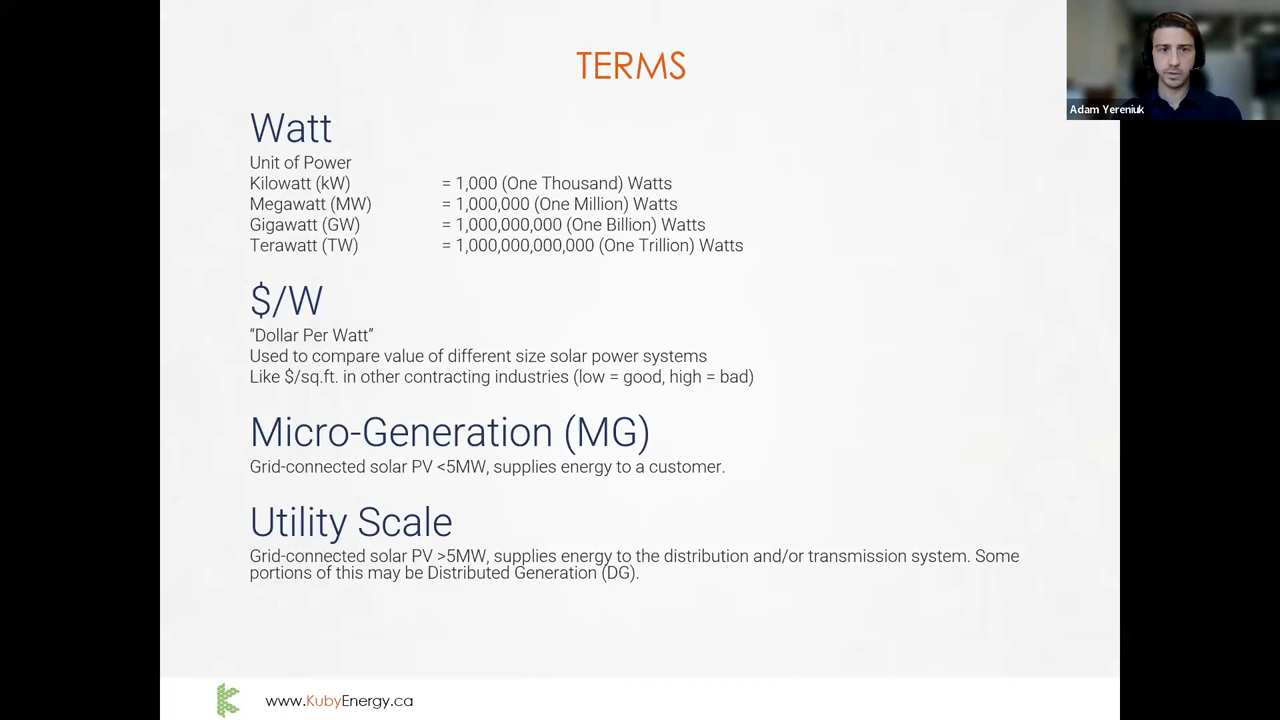 TERMS
Adam Yereniuk
Watt
Unit of Power
Kilowatt (kW) = 1,000 (One Thousand) Watts
Megawatt (MW) = 1,000,000 (One Million) Watts
Gigawatt (GW) = 1,000,000,000 (One Billion) Watts
Terawatt (TW) = 1,000,000,000,000 (One Trillion) Watts
$/W
“Dollar Per Watt”
Used to compare value of different size solar power systems
Like $/sq.ft. in other contracting industries (low = good, high = bad)
Micro-Generation (MG)
Grid-connected solar PV <5MW, supplies energy to a customer.
Utility Scale
Grid-connected solar PV >5MW, supplies energy to the distribution and/or transmission system. Some
portions of this may be Distributed Generation (DG).
www.KubyEnergy.ca